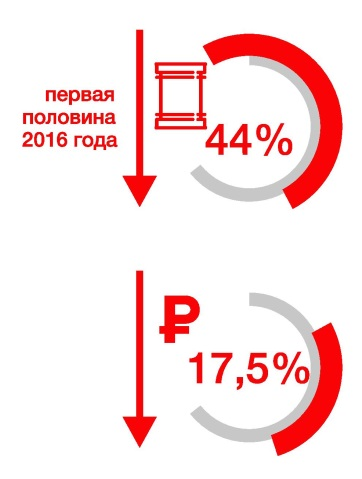 первая
половина
2016 года
44%
₽
17,5%